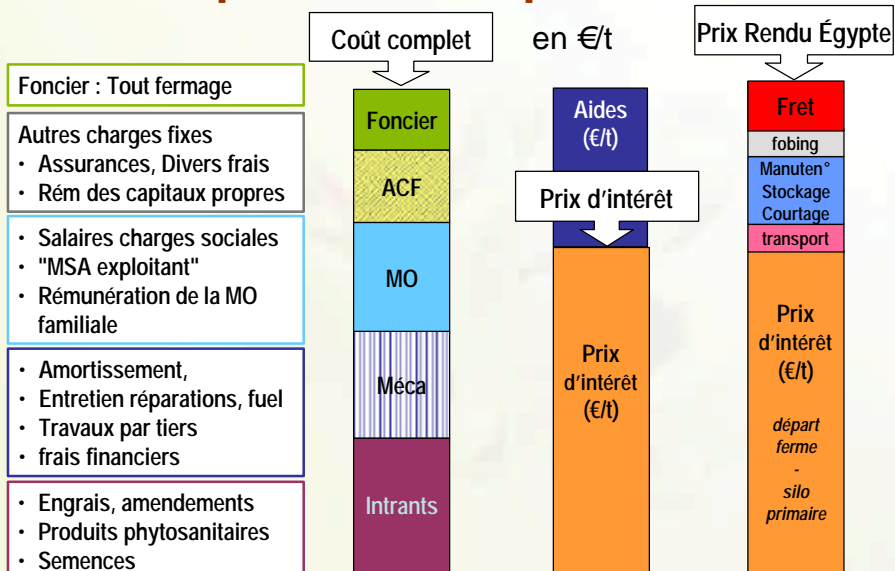 Coût complet
en €/t
Prix Rendu Égypte
Foncier : Tout fermage
Autres charges fixes
• Assurances, Divers frais
• Rém des capitaux propres
• Salaires charges sociales
• "MSA exploitant"
• Rémunération de la MO
familiale
• Amortissement,
• Entretien réparations, fuel
• Travaux par tiers
• frais financiers
• Engrais, amendements
• Produits phytosanitaires
• Semences
Foncier
ACF
MO
Méca
Intrants
Aides
(€/t)
Prix d'intérêt
Prix
d'intérêt
(€/t)
Fret
fobing
Manuten°
Stockage
Courtage
transport
Prix
d'intérêt
(€/t)
départ
ferme
-
silo
primaire